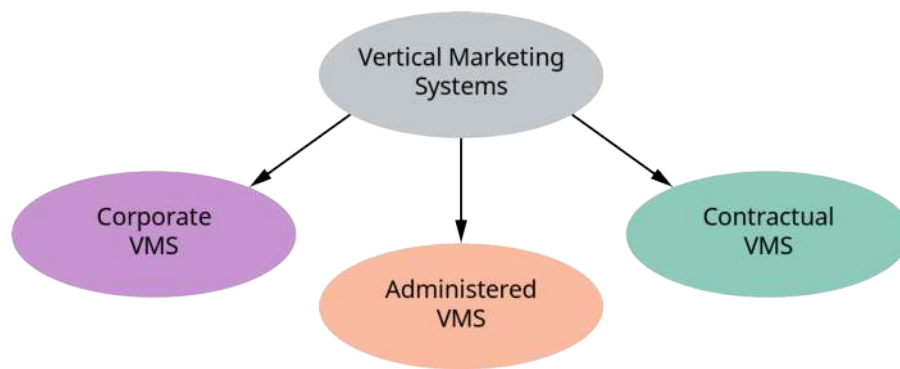 Vertical Marketing
Systems
Corporate
VMS
Administered
VMS
Contractual
VMS